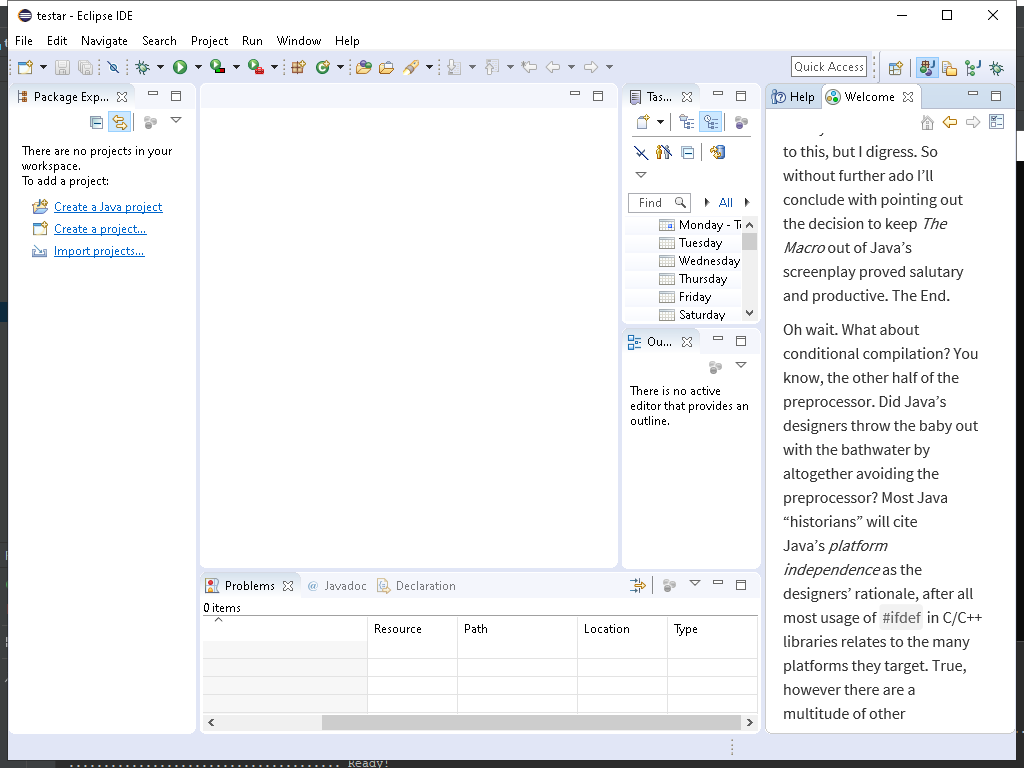 testar - Eclipse IDE
File Edit Navigate Search Project Run Window Help
Quick Access
Package Exp...
There are no projects in your
workspace.
To add a project:
Create a Java project
Create a project...
Import projects...
Tas...
Find
All
Monday - T
Tuesday
Wednesday
Thursday
Friday
Saturday
Ou...
There is no active
editor that provides an
outline.
Help
Welcome
to this, but I digress. So
without further ado I’ll
conclude with pointing out
the decision to keep The
Macro out of Java’s
screenplay proved salutary
and productive. The End.
Oh wait. What about
conditional compilation? You
know, the other half of the
preprocessor. Did Java’s
designers throw the baby out
with the bathwater by
altogether avoiding the
preprocessor? Most Java
“historians” will cite
Java’s platform
independence as the
designers’ rationale, after all
most usage of #ifdef in C/C++
libraries relates to the many
platforms they target. True,
however there are a
multitude of other
Problems @ Javadoc Declaration
0 items
Resource Path Location Type
Ready!